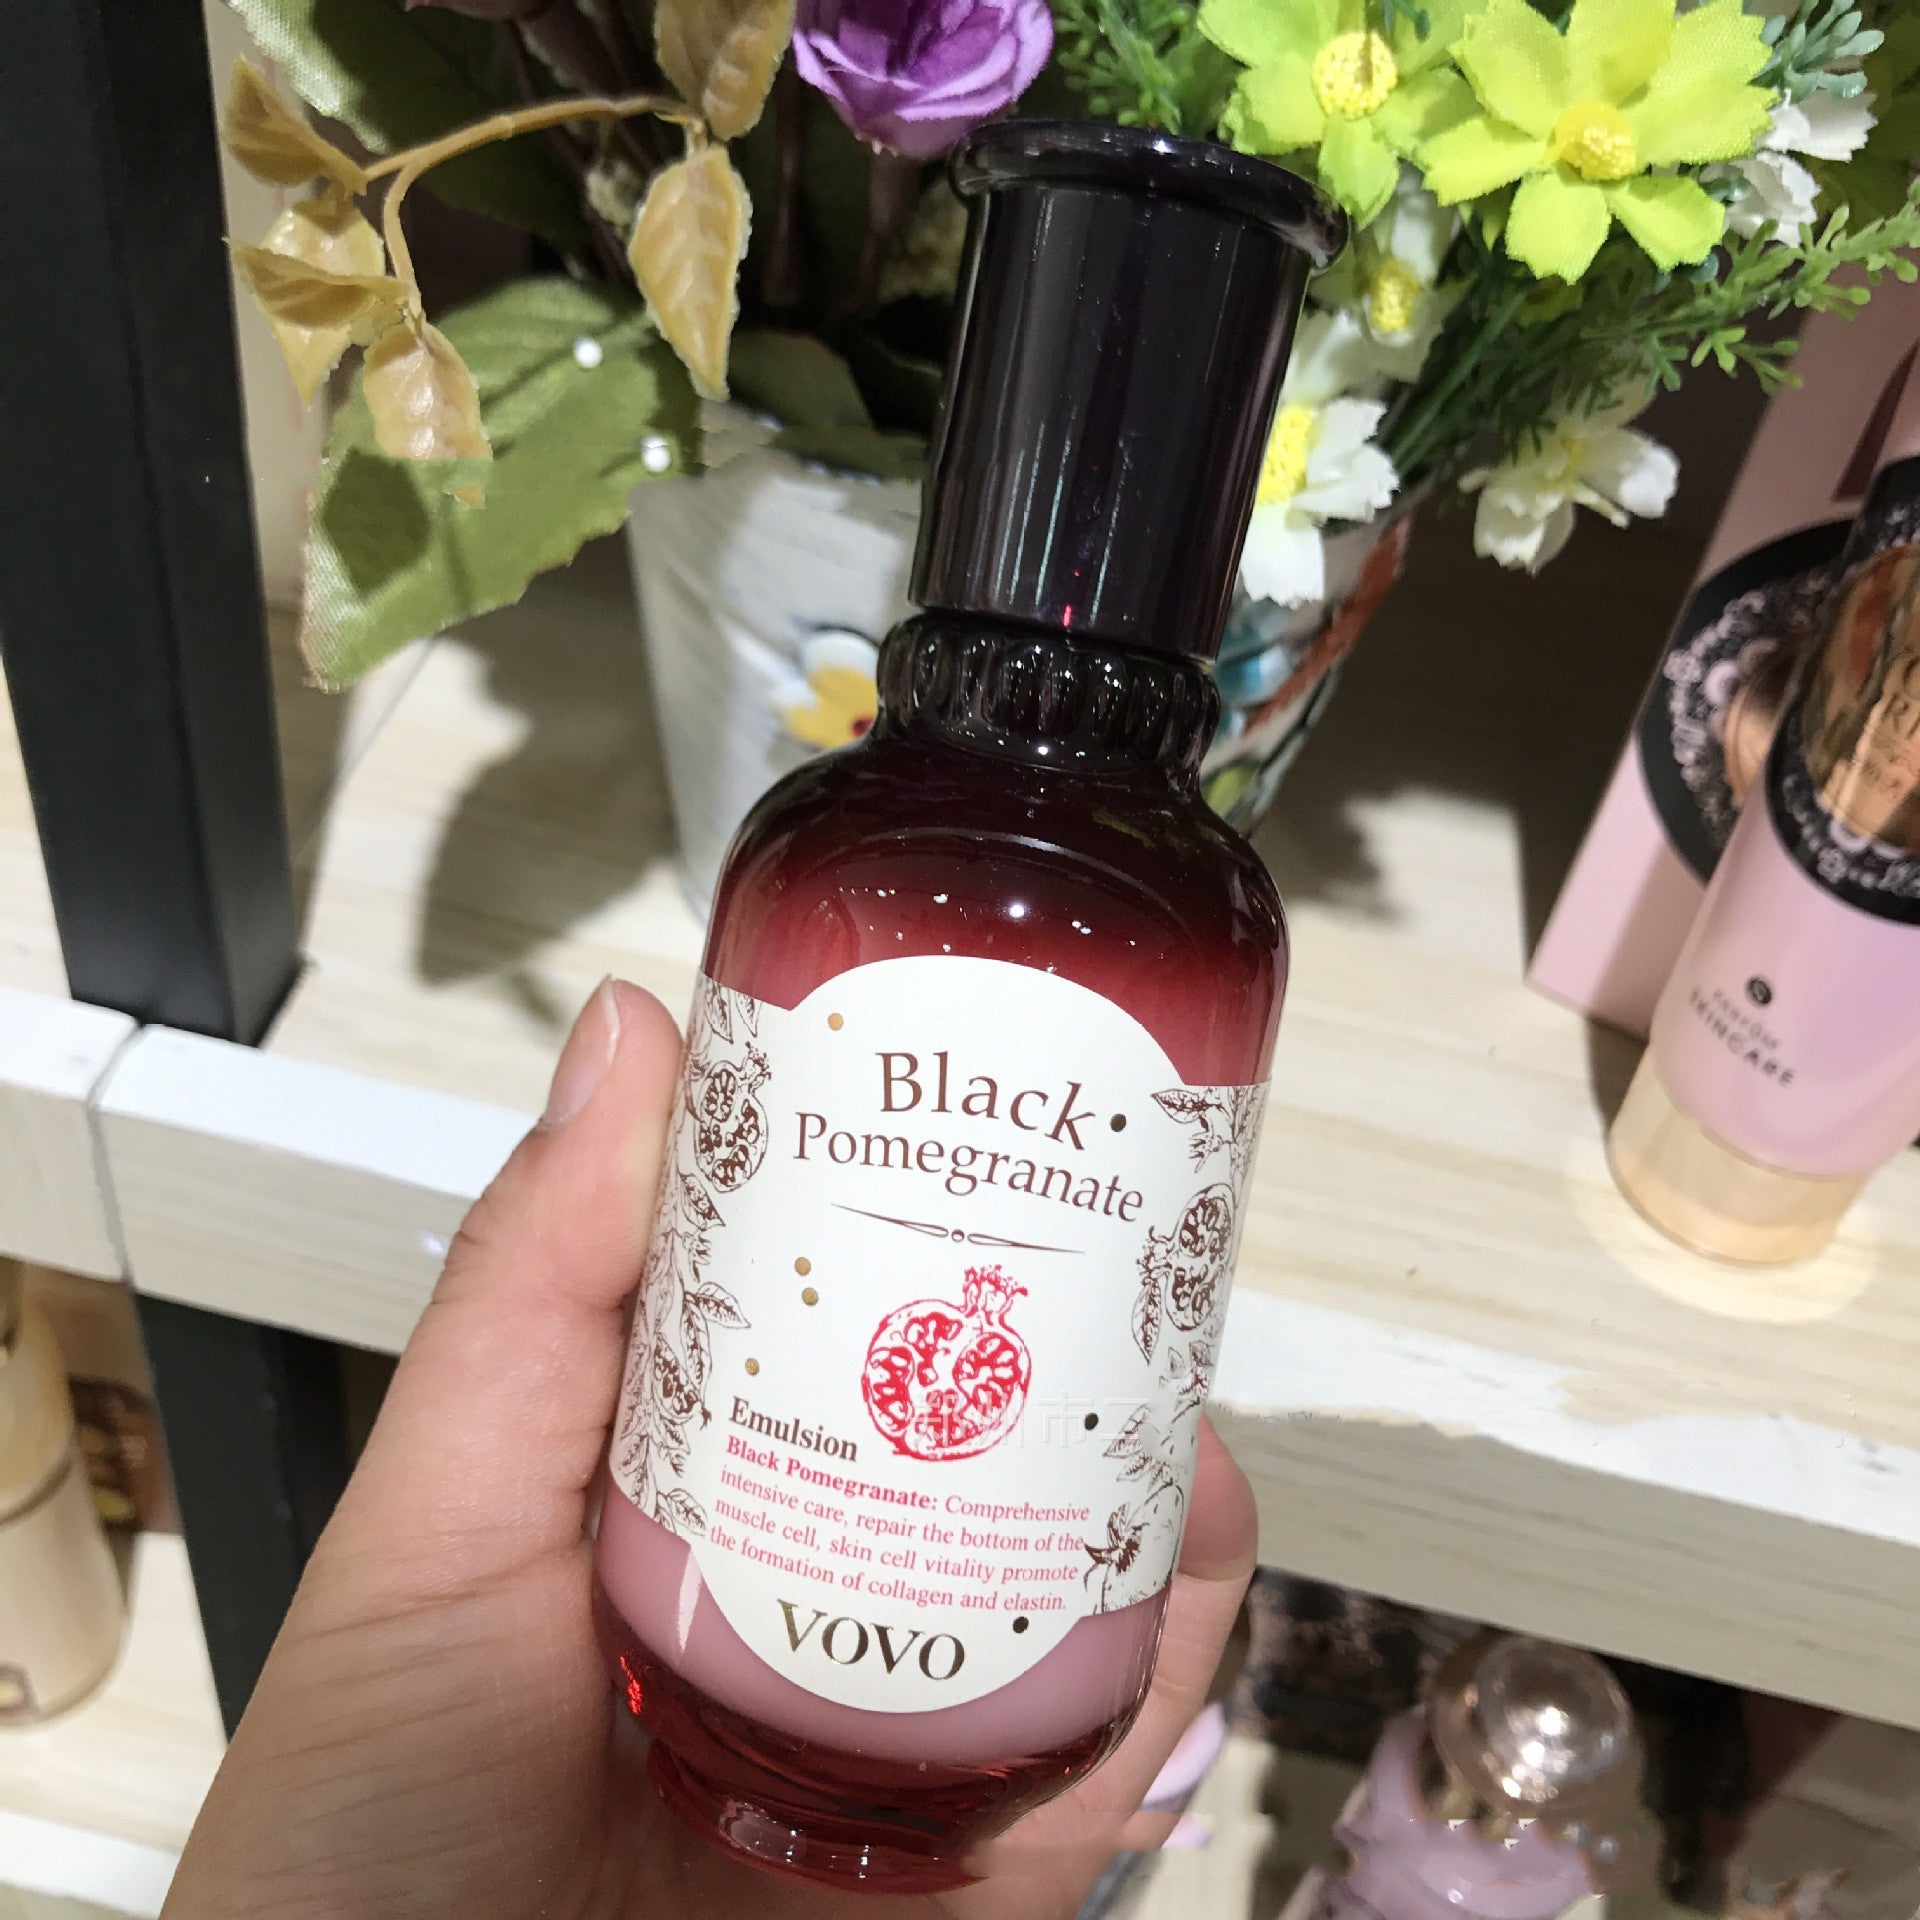 Black
Pomegranate
Emulsion
Black Pomegranate: Comprehensive
intensive care, repair the bottom of the
muscle cell, skin cell vitality promote
the formation of collagen and elastin.
VOVO
PARFUM
SKINCARE